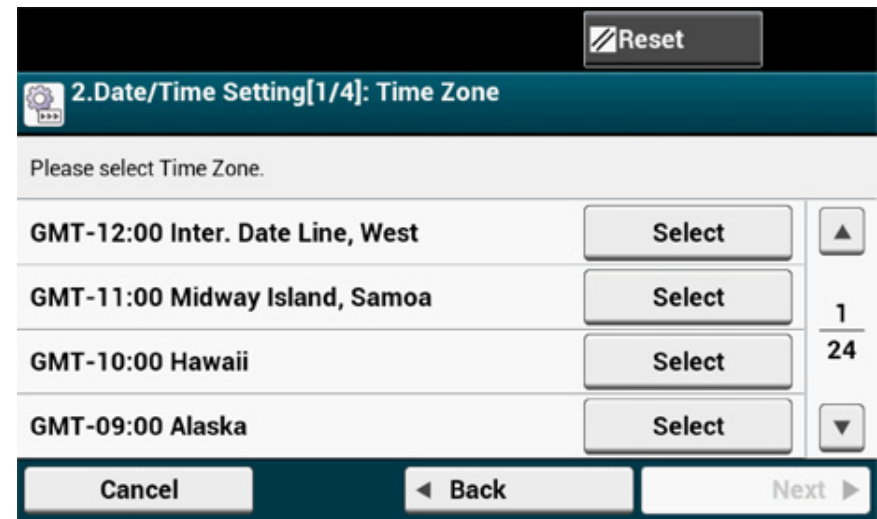 Reset
2.Date/Time Setting[1/4]: Time Zone
Please select Time Zone.
GMT-12:00 Inter. Date Line, West Select
GMT-11:00 Midway Island, Samoa Select
1
GMT-10:00 Hawaii Select
24
GMT-09:00 Alaska Select
Cancel Back Next